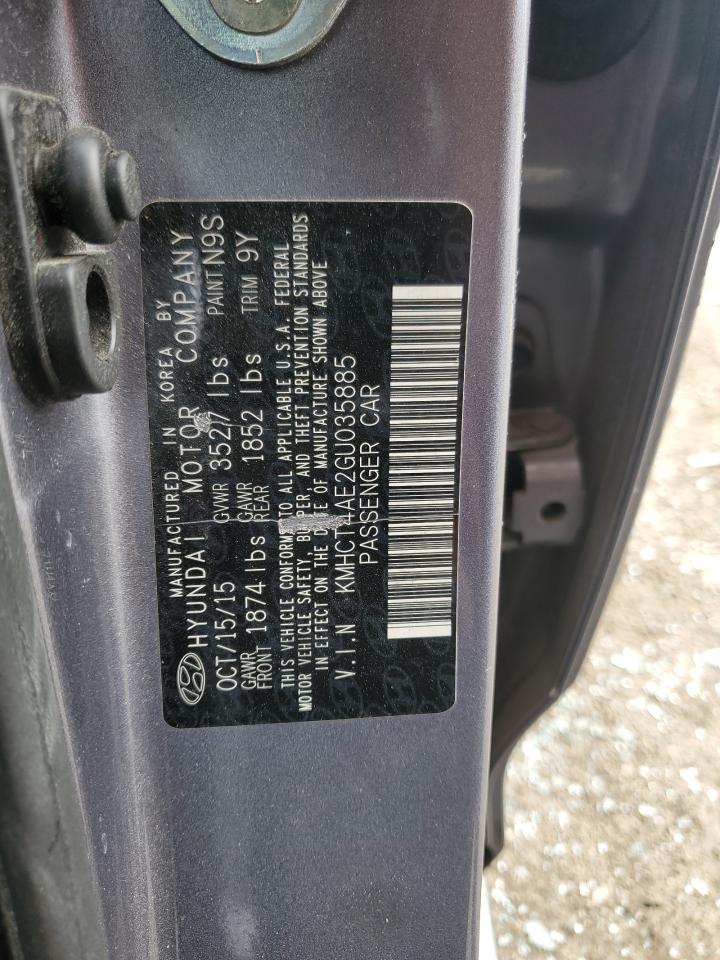 MANUFACTURED IN KOREA BY
HYUNDAI MOTOR COMPANY
OCT/15/15 GVWR 3527 lbs PAINT N9S
GAWR FRONT 1874 lbs GAWR REAR 1852 lbs TRIM 9Y
THIS VEHICLE CONFORMS TO ALL APPLICABLE U.S.A. FEDERAL
MOTOR VEHICLE SAFETY, BUMPER, AND THEFT PREVENTION STANDARDS
IN EFFECT ON THE DATE OF MANUFACTURE SHOWN ABOVE
V.I.N KMHCT4AE2GU035885
PASSENGER CAR